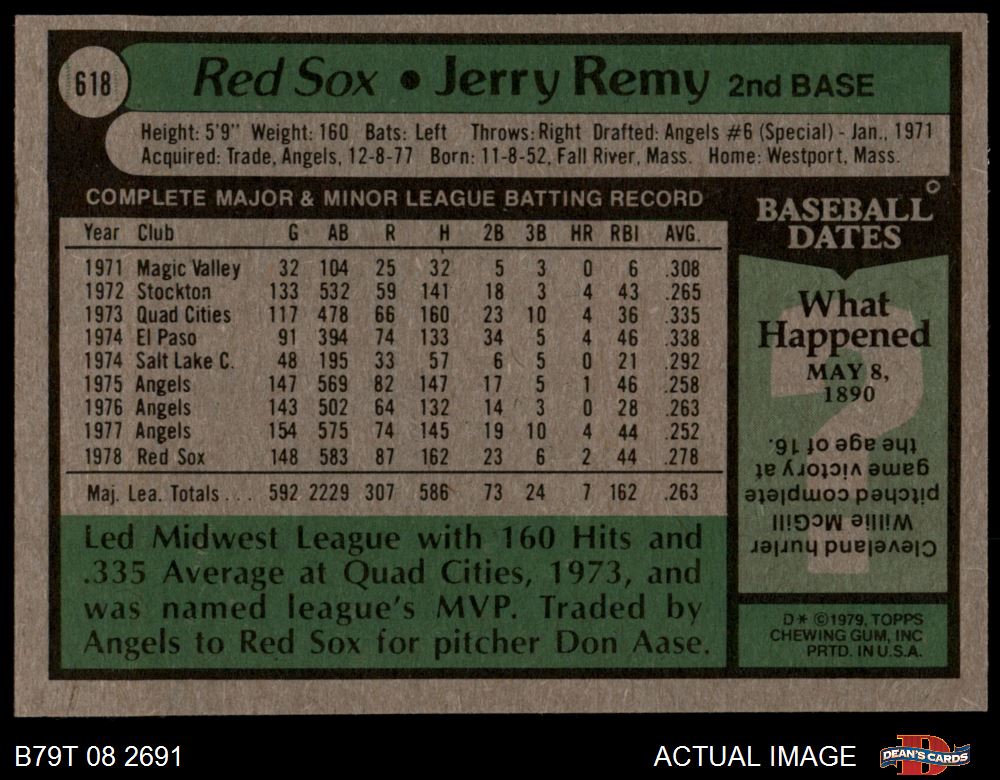 618
Red Sox • Jerry Remy 2nd BASE
Height: 5'9" Weight: 160 Bats: Left Throws: Right Drafted: Angels #6 (Special) - Jan., 1971
Acquired: Trade, Angels, 12-8-77 Born: 11-8-52, Fall River, Mass. Home: Westport, Mass.
COMPLETE MAJOR & MINOR LEAGUE BATTING RECORD
Year Club G AB R H 2B 3B HR RBI AVG.
1971 Magic Valley 32 104 25 32 5 3 0 6 .308
1972 Stockton 133 532 59 141 18 3 4 43 .265
1973 Quad Cities 117 478 66 160 23 10 4 36 .335
1974 El Paso 91 394 74 133 34 5 4 46 .338
1974 Salt Lake C. 48 195 33 57 6 5 0 21 .292
1975 Angels 147 569 82 147 17 5 1 46 .258
1976 Angels 143 502 64 132 14 3 0 28 .263
1977 Angels 154 575 74 145 19 10 4 44 .252
1978 Red Sox 148 583 87 162 23 6 2 44 .278
Maj. Lea. Totals . . . 592 2229 307 586 73 24 7 162 .263
Led Midwest League with 160 Hits and
.335 Average at Quad Cities, 1973, and
was named league's MVP. Traded by
Angels to Red Sox for pitcher Don Aase.
BASEBALL
DATES
What
Happened
MAY 8,
1890
?
Cleveland hurler
Willie McGill
pitched complete
game victory at
the age of 16.
D* ©1979, TOPPS
CHEWING GUM, INC
PRTD. IN U.S.A.
B79T 08 2691
ACTUAL IMAGE
D
DEAN'S CARDS